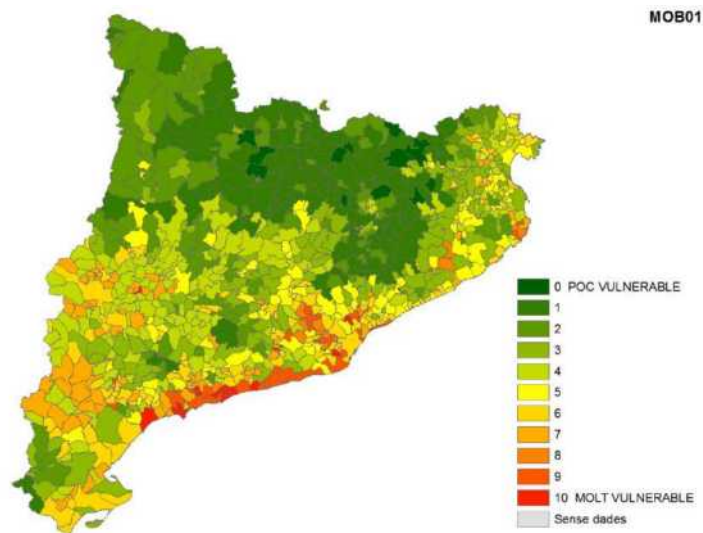 MOB01
0 POC VULNERABLE
1
2
3
4
5
6
7
8
9
10 MOLT VULNERABLE
Sense dades